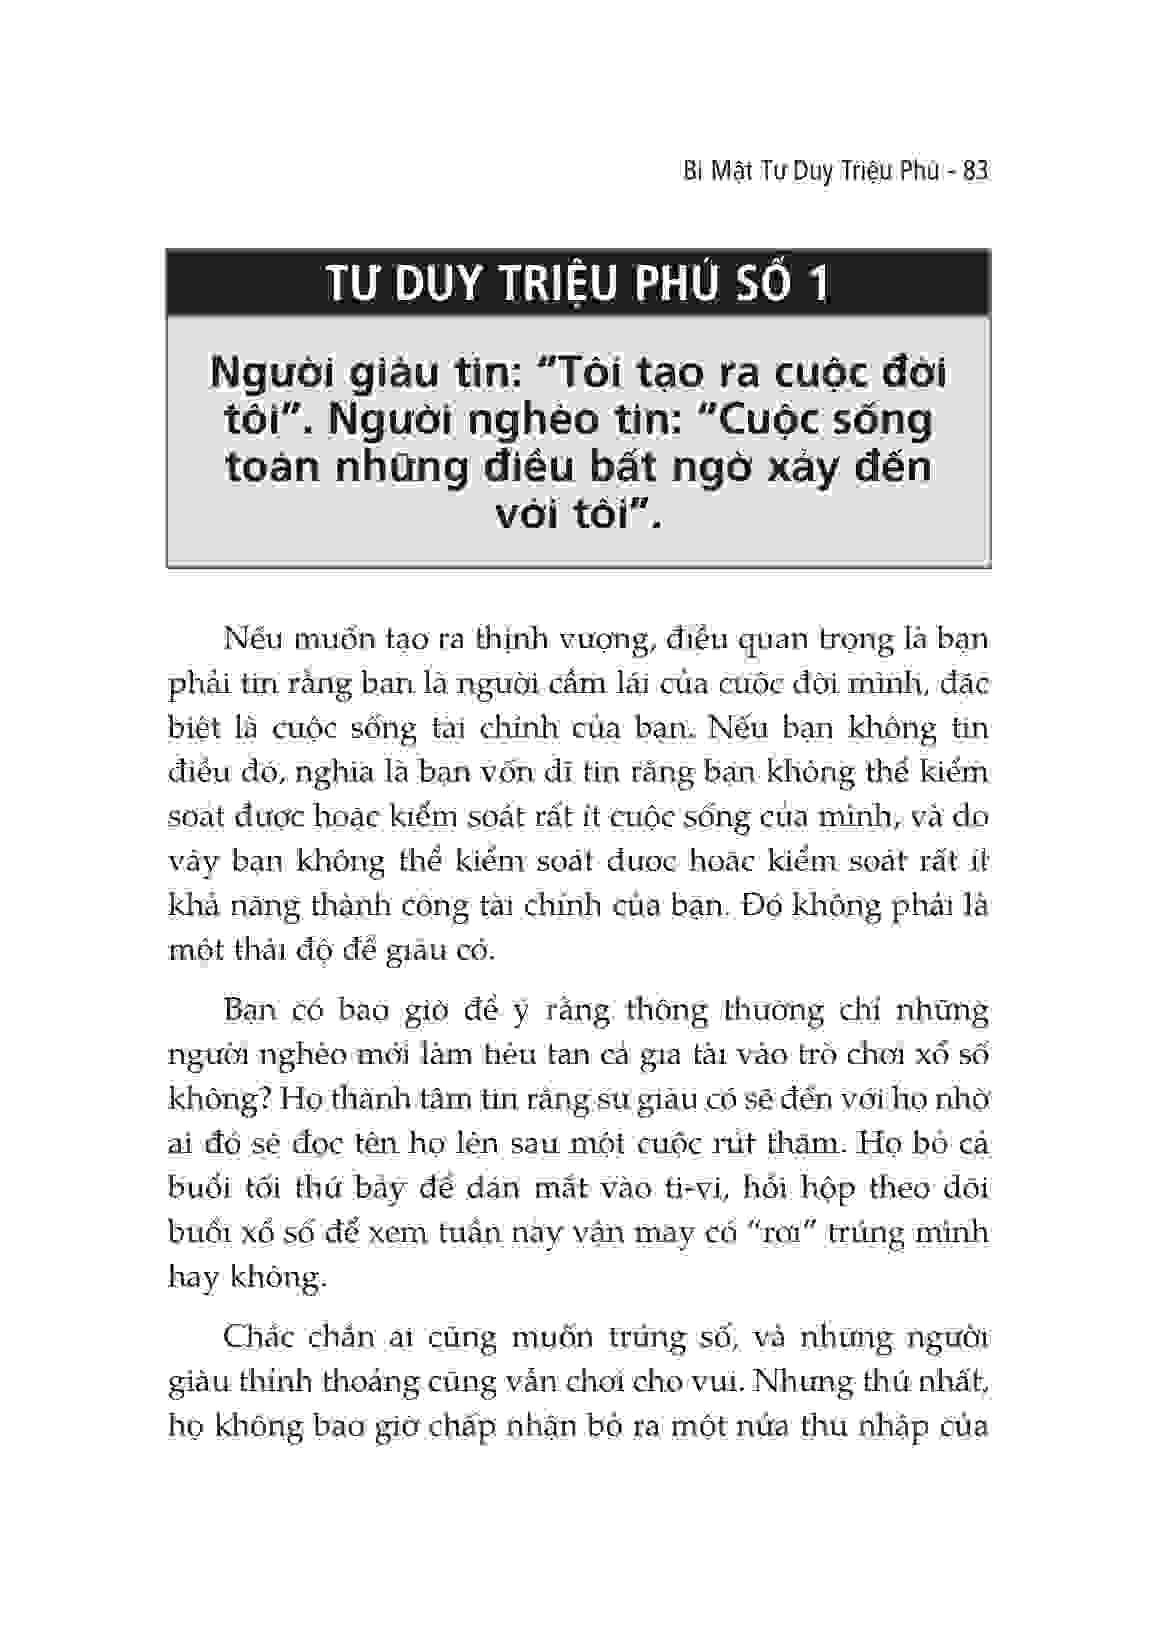 Bí Mật Tư Duy Triệu Phú - 83
TƯ DUY TRIỆU PHÚ SỐ 1
Người giàu tin: “Tôi tạo ra cuộc đời
tôi”. Người nghèo tin: “Cuộc sống
toàn những điều bất ngờ xảy đến
với tôi”.
Nếu muốn tạo ra thịnh vượng, điều quan trọng là bạn
phải tin rằng bạn là người cầm lái của cuộc đời mình, đặc
biệt là cuộc sống tài chính của bạn. Nếu bạn không tin
điều đó, nghĩa là bạn vốn dĩ tin rằng bạn không thể kiểm
soát được hoặc kiểm soát rất ít cuộc sống của mình, và do
vậy bạn không thể kiểm soát được hoặc kiểm soát rất ít
khả năng thành công tài chính của bạn. Đó không phải là
một thái độ để giàu có.
Bạn có bao giờ để ý rằng thông thường chỉ những
người nghèo mới làm tiêu tan cả gia tài vào trò chơi xổ số
không? Họ thành tâm tin rằng sự giàu có sẽ đến với họ nhờ
ai đó sẽ đọc tên họ lên sau một cuộc rút thăm. Họ bỏ cả
buổi tối thứ bảy để dán mắt vào ti-vi, hồi hộp theo dõi
buổi xổ số để xem tuần này vận may có “rơi” trúng mình
hay không.
Chắc chắn ai cũng muốn trúng số, và những người
giàu thỉnh thoảng cũng vẫn chơi cho vui. Nhưng thứ nhất,
họ không bao giờ chấp nhận bỏ ra một nửa thu nhập của